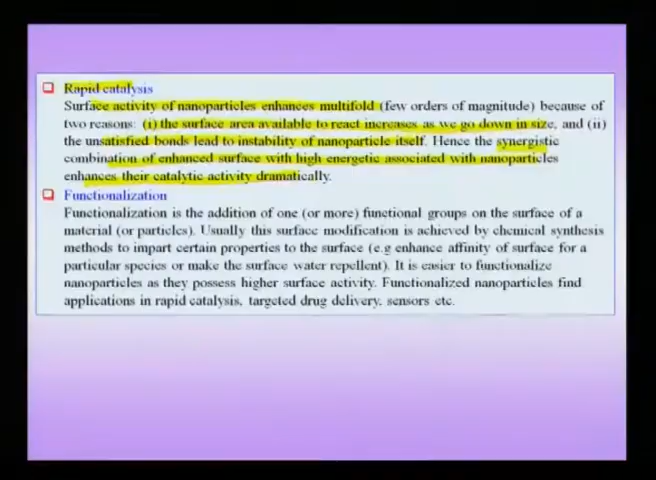 Rapid catalysis
Surface activity of nanoparticles enhances multifold (few orders of magnitude) because of
two reasons: (i) the surface area available to react increases as we go down in size, and (ii)
the unsatisfied bonds lead to instability of nanoparticle itself. Hence the synergistic
combination of enhanced surface with high energetic associated with nanoparticles
enhances their catalytic activity dramatically.
Functionalization
Functionalization is the addition of one (or more) functional groups on the surface of a
material (or particles). Usually this surface modification is achieved by chemical synthesis
methods to impart certain properties to the surface (e.g enhance affinity of surface for a
particular species or make the surface water repellent). It is easier to functionalize
nanoparticles as they possess higher surface activity. Functionalized nanoparticles find
applications in rapid catalysis, targeted drug delivery, sensors etc.